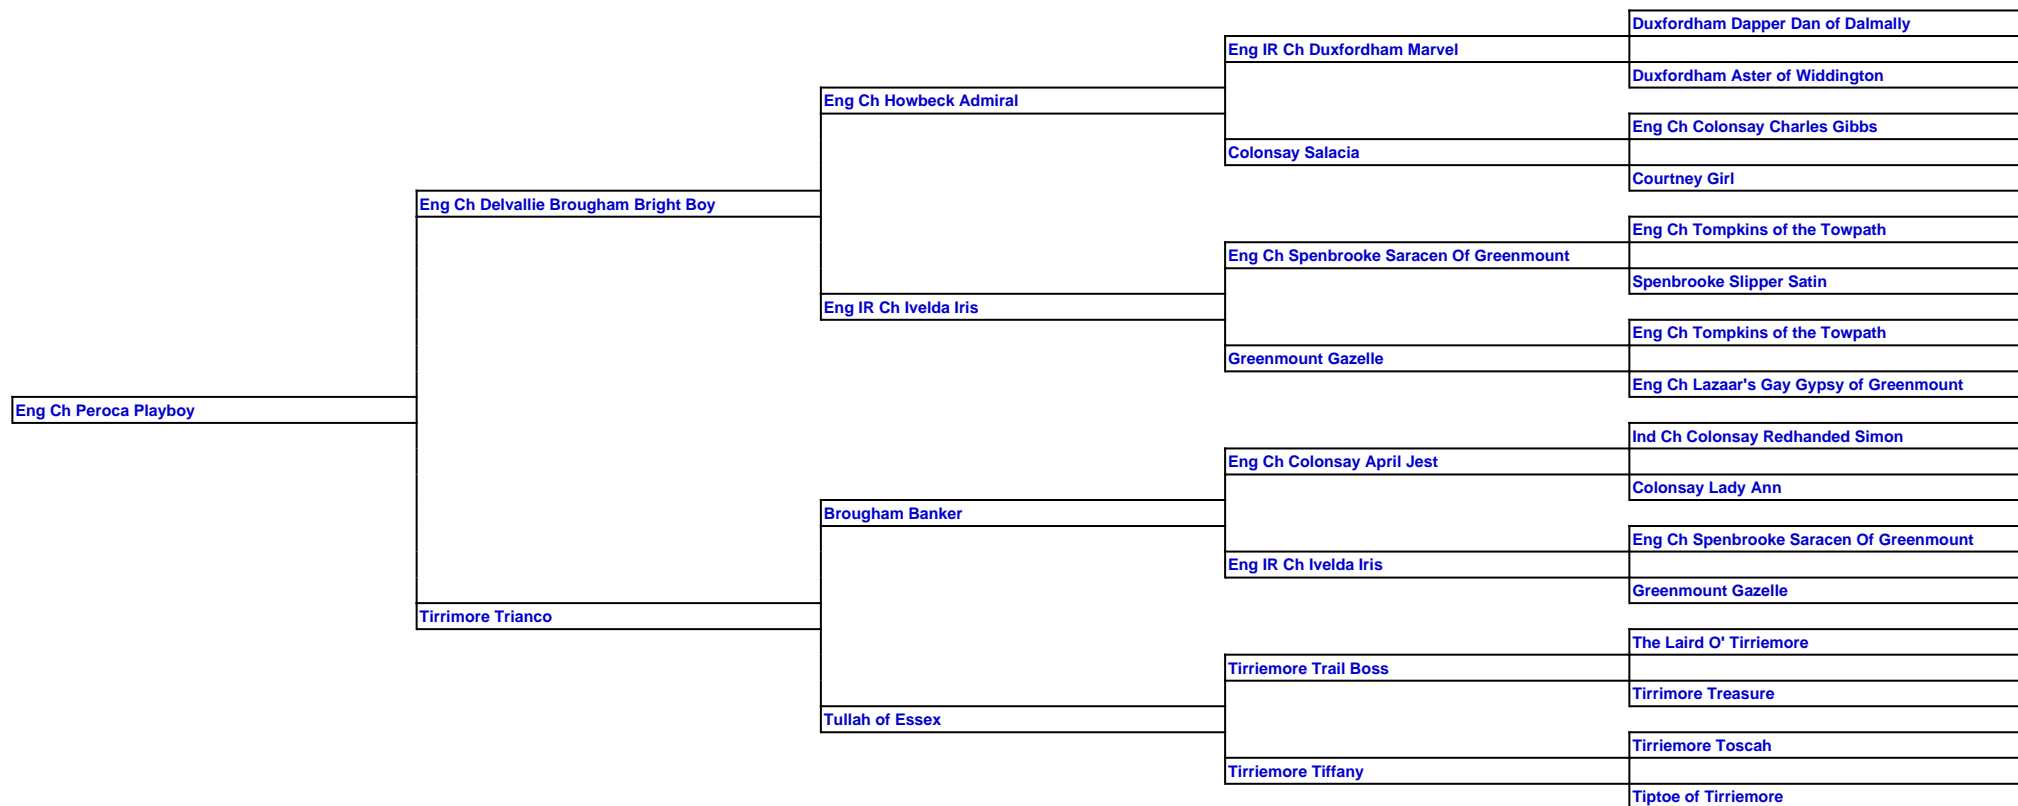 Duxfordham Dapper Dan of Dalmally
Eng IR Ch Duxfordham Marvel
Duxfordham Aster of Widdington
Eng Ch Howbeck Admiral
Eng Ch Colonsay Charles Gibbs
Colonsay Salacia
Courtney Girl
Eng Ch Delvallie Brougham Bright Boy
Eng Ch Tompkins of the Towpath
Eng Ch Spenbrooke Saracen Of Greenmount
Spenbrooke Slipper Satin
Eng IR Ch Ivelda Iris
Eng Ch Tompkins of the Towpath
Greenmount Gazelle
Eng Ch Lazaar's Gay Gypsy of Greenmount
Eng Ch Peroca Playboy
Ind Ch Colonsay Redhanded Simon
Eng Ch Colonsay April Jest
Colonsay Lady Ann
Brougham Banker
Eng Ch Spenbrooke Saracen Of Greenmount
Eng IR Ch Ivelda Iris
Greenmount Gazelle
Tirrimore Trianco
The Laird O' Tirriemore
Tirriemore Trail Boss
Tirrimore Treasure
Tullah of Essex
Tirriemore Toscah
Tirriemore Tiffany
Tiptoe of Tirriemore